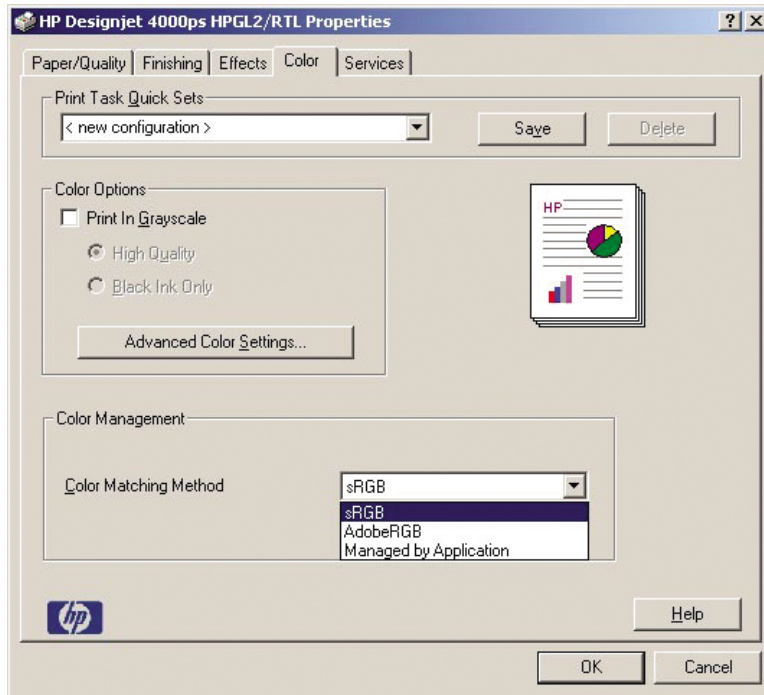 HP Designjet 4000ps HPGL2/RTL Properties
Paper/Quality Finishing Effects Color Services
Print Task Quick Sets
< new configuration > Save Delete
Color Options
Print In Grayscale
High Quality
Black Ink Only
Advanced Color Settings...
HP
Color Management
Color Matching Method sRGB
sRGB
AdobeRGB
Managed by Application
hp Help
OK Cancel